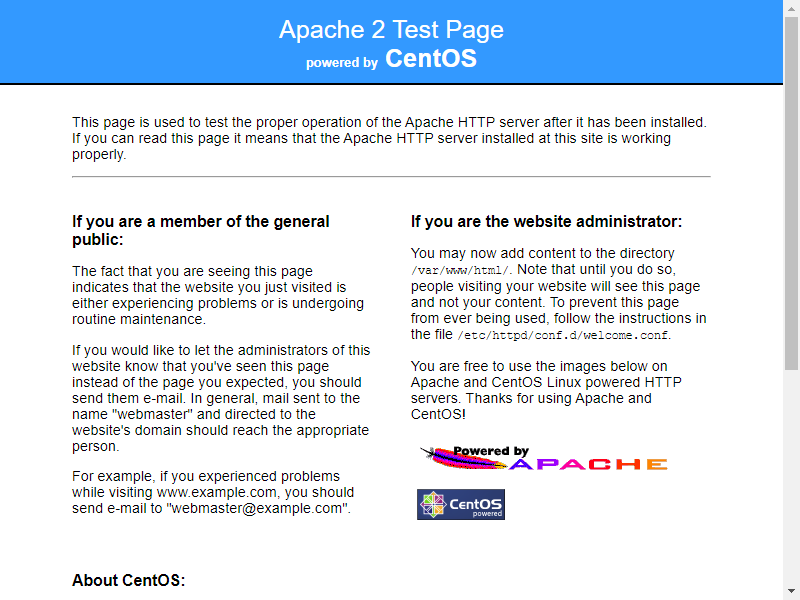 Apache 2 Test Page
powered by CentOS
This page is used to test the proper operation of the Apache HTTP server after it has been installed.
If you can read this page it means that the Apache HTTP server installed at this site is working
properly.
If you are a member of the general
public:
The fact that you are seeing this page
indicates that the website you just visited is
either experiencing problems or is undergoing
routine maintenance.
If you would like to let the administrators of this
website know that you've seen this page
instead of the page you expected, you should
send them e-mail. In general, mail sent to the
name "webmaster" and directed to the
website's domain should reach the appropriate
person.
For example, if you experienced problems
while visiting www.example.com, you should
send e-mail to "webmaster@example.com".
If you are the website administrator:
You may now add content to the directory
/var/www/html/. Note that until you do so,
people visiting your website will see this page
and not your content. To prevent this page
from ever being used, follow the instructions in
the file /etc/httpd/conf.d/welcome.conf.
You are free to use the images below on
Apache and CentOS Linux powered HTTP
servers. Thanks for using Apache and
CentOS!
Powered by
APACHE
CentOS
powered
About CentOS: